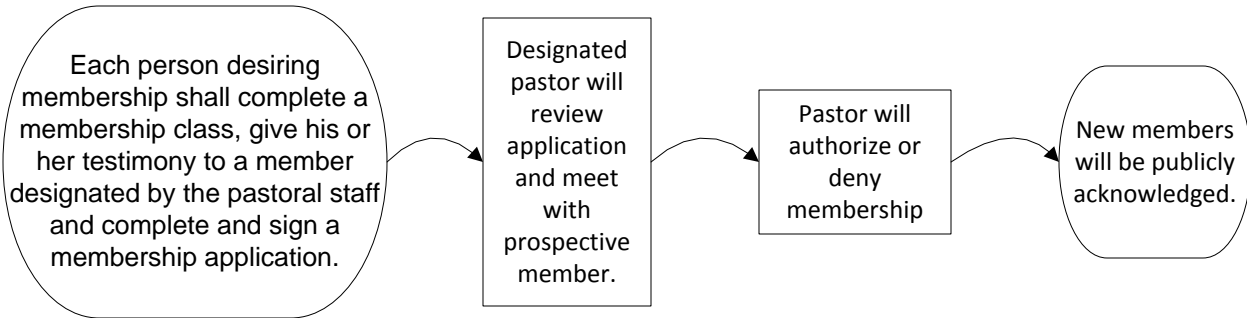 Each person desiring
membership shall complete a
membership class, give his or
her testimony to a member
designated by the pastoral staff
and complete and sign a
membership application.
Designated
pastor will
review
application
and meet
with
prospective
member.
Pastor will
authorize or
deny
membership
New members
will be publicly
acknowledged.